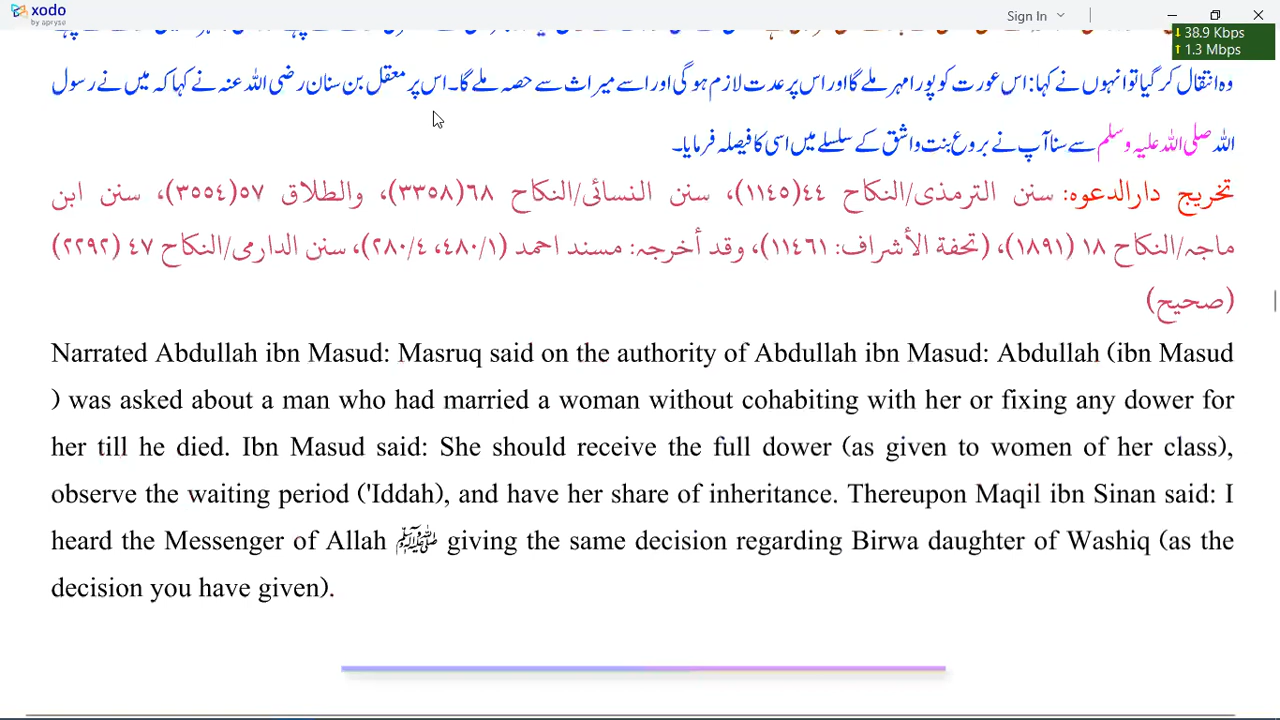 xodo
by apryse
Sign In
38.9 Kbps
1.3 Mbps
وہ انتقال کر گیا تو انہوں نے کہا: اس عورت کو پورا مہر ملے گا اور اس پر عدت لازم ہو گی اور اسے میراث سے حصہ ملے گا۔ اس پر معقل بن سنان رضی اللہ عنہ نے کہا کہ میں نے رسول
اللہ صلی اللہ علیہ وسلم سے سنا آپ نے بروع بنت واشق کے سلسلے میں اسی کا فیصلہ فرمایا۔
تخریج دارالدعوہ: سنن الترمذی/النکاح ٤٤ (١١٤٥)، سنن النسائی/النکاح ٦٨ (٣٣٥٨)، والطلاق ٥٧ (٣٥٥٤)، سنن ابن
ماجہ/النکاح ١٨ (١٨٩١)، (تحفة الأشراف: ١١٤٦١)، وقد أخرجہ: مسند احمد (٤٨٠/١، ٢٨٠/٤)، سنن الدارمی/النکاح ٤٧ (٢٢٩٢)
(صحیح)
Narrated Abdullah ibn Masud: Masruq said on the authority of Abdullah ibn Masud: Abdullah (ibn Masud
) was asked about a man who had married a woman without cohabiting with her or fixing any dower for
her till he died. Ibn Masud said: She should receive the full dower (as given to women of her class),
observe the waiting period ('Iddah), and have her share of inheritance. Thereupon Maqil ibn Sinan said: I
heard the Messenger of Allah ﷺ giving the same decision regarding Birwa daughter of Washiq (as the
decision you have given).